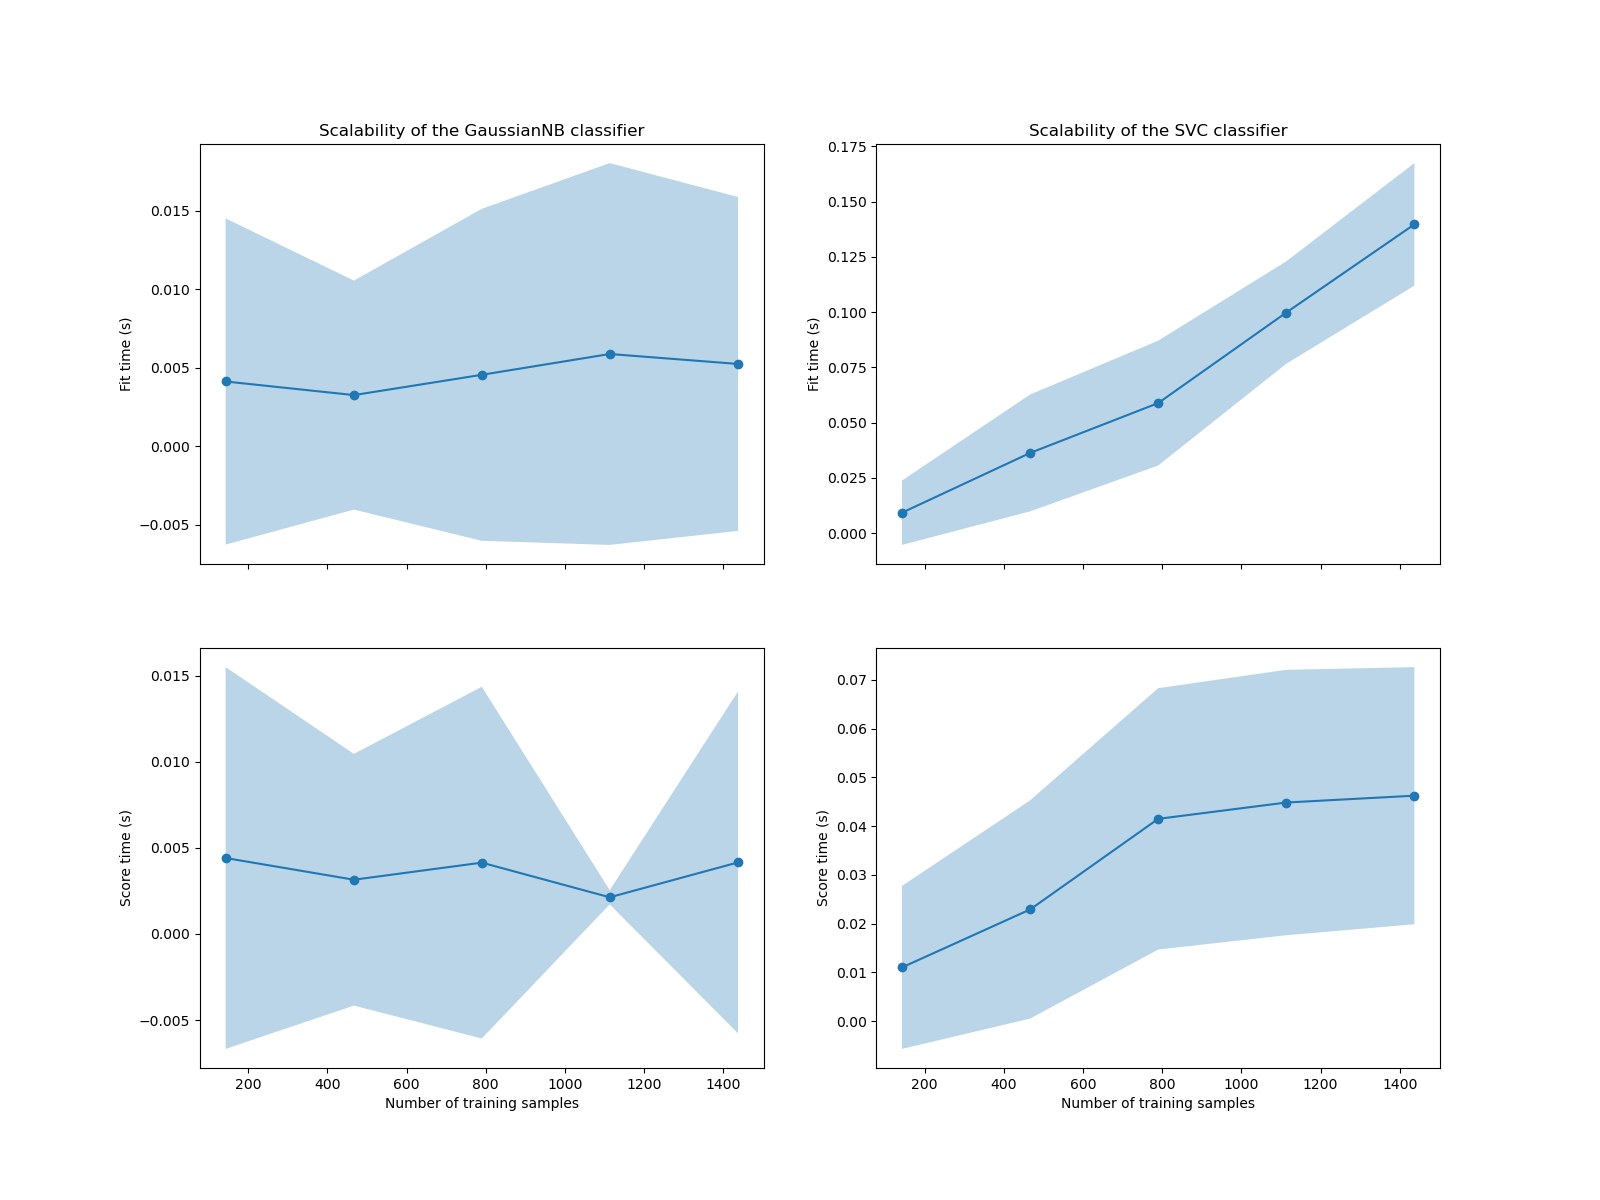 Scalability of the GaussianNB classifier
0.015
0.010
0.005
0.000
−0.005
Fit time (s)
Scalability of the SVC classifier
0.175
0.150
0.125
0.100
0.075
0.050
0.025
0.000
Fit time (s)
0.015
0.010
0.005
0.000
−0.005
Score time (s)
200 400 600 800 1000 1200 1400
Number of training samples
0.07
0.06
0.05
0.04
0.03
0.02
0.01
0.00
Score time (s)
200 400 600 800 1000 1200 1400
Number of training samples